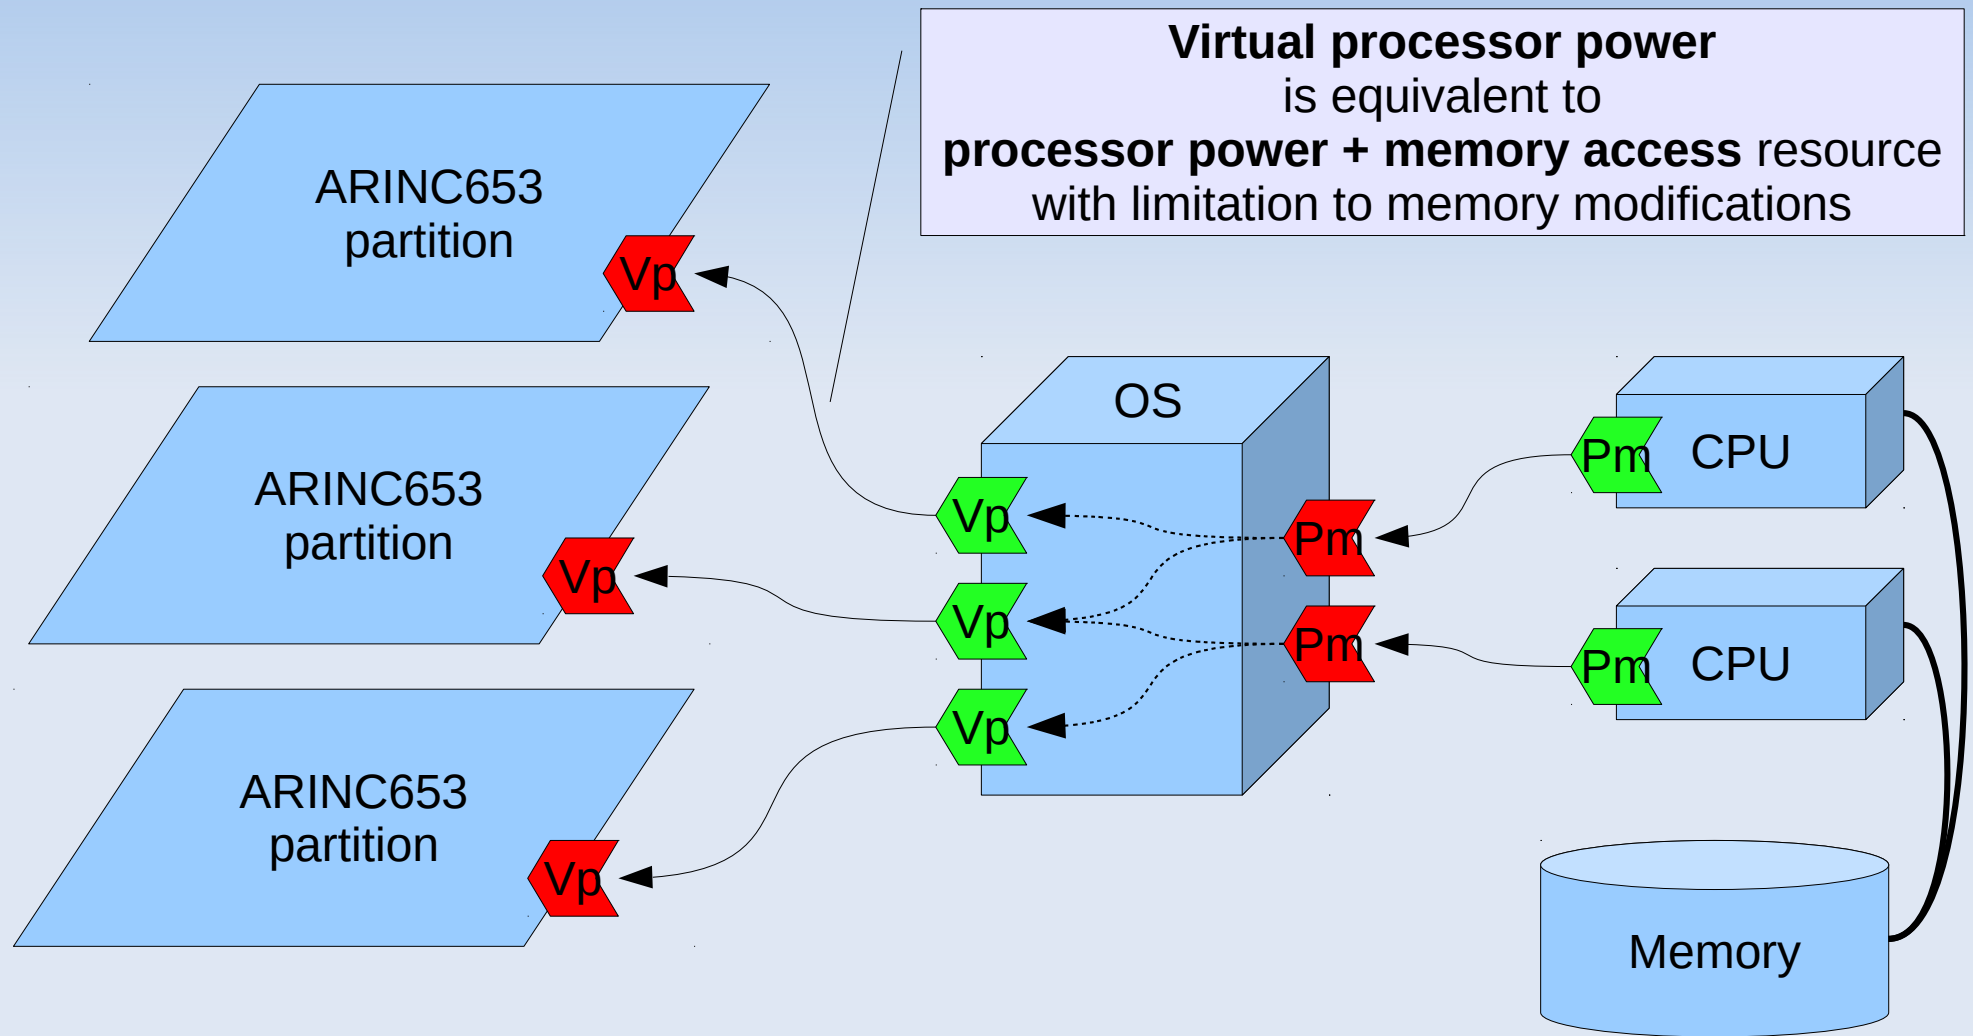 Virtual processor power
is equivalent to
processor power + memory access resource
with limitation to memory modifications
ARINC653
partition
Vp
ARINC653
partition
Vp
ARINC653
partition
Vp
OS
Vp
Vp
Vp
Pm
Pm
Pm
CPU
Pm
CPU
Memory